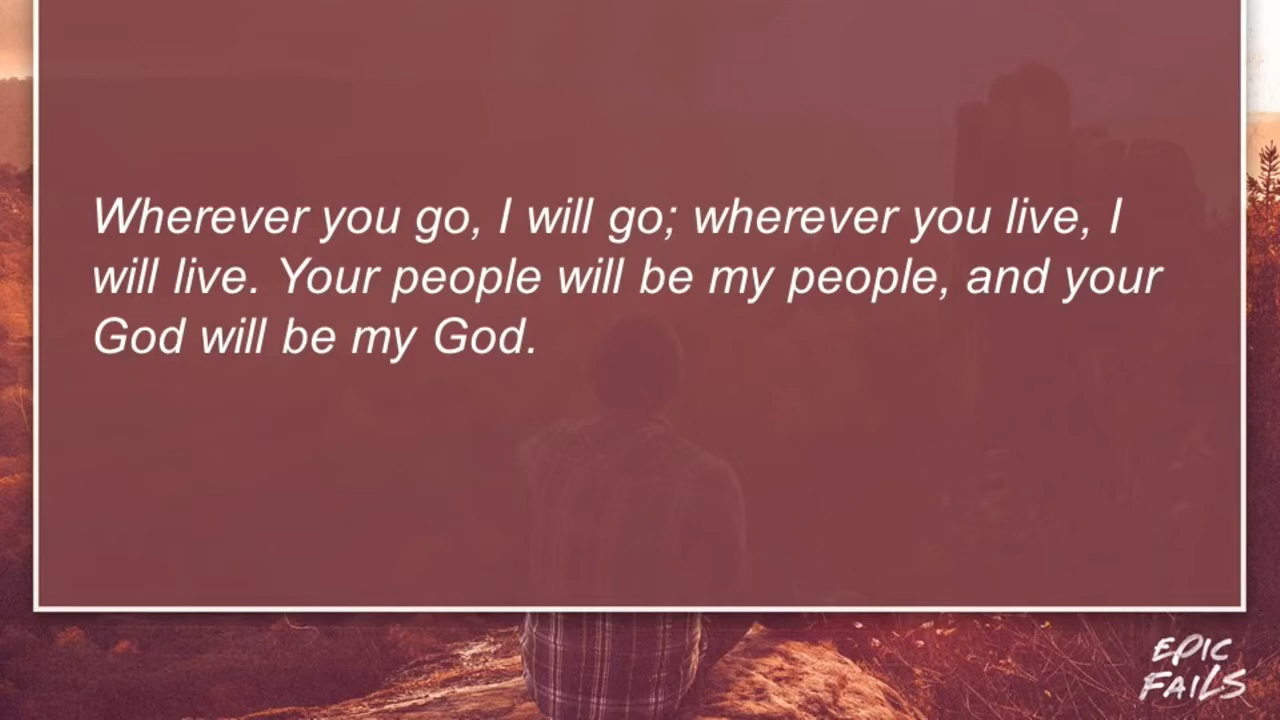 Wherever you go, I will go; wherever you live, I
will live. Your people will be my people, and your
God will be my God.
EPIC
FAILS